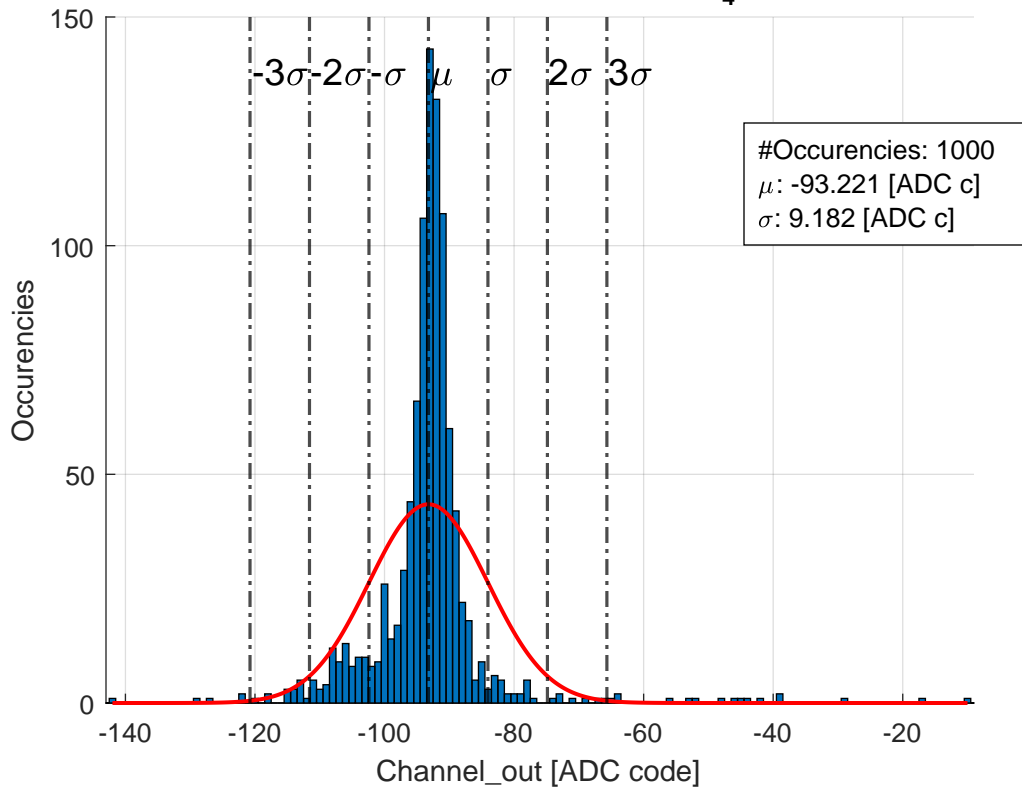 4
150
-3σ -2σ -σ μ σ 2σ 3σ
#Occurencies: 1000
μ: -93.221 [ADC c]
σ: 9.182 [ADC c]
100
Occurencies
50
0
-140 -120 -100 -80 -60 -40 -20
Channel_out [ADC code]